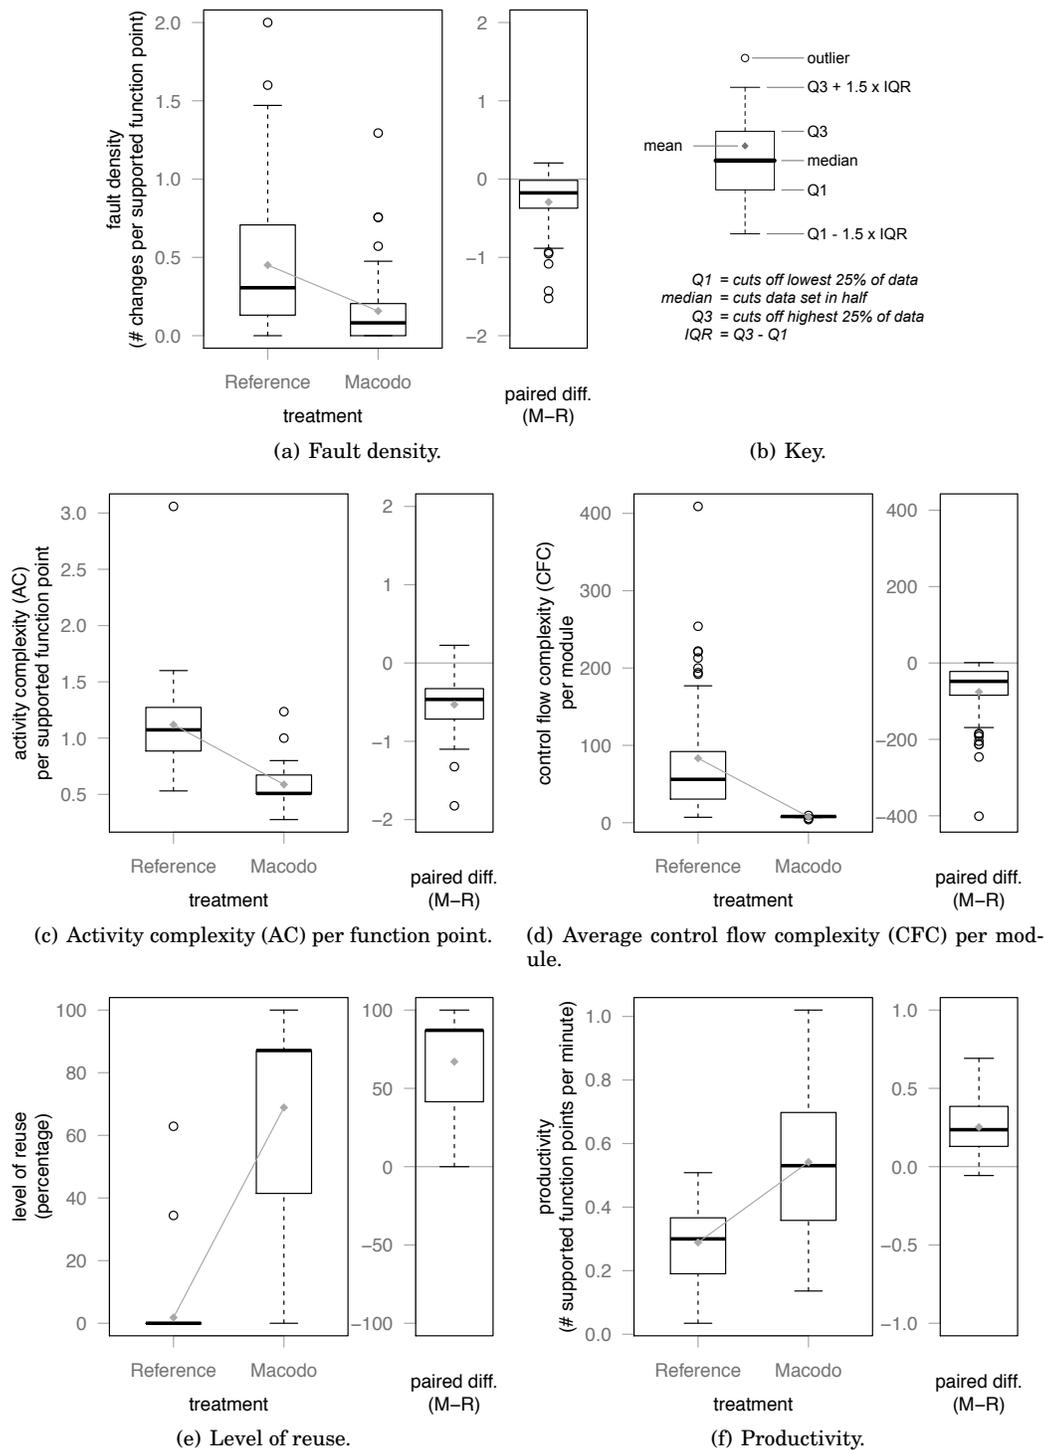 fault density
(# changes per supported function point)
2.0
1.5
1.0
0.5
0.0
Reference Macodo
treatment
2
1
0
−1
−2
paired diff.
(M−R)
(a) Fault density.
outlier
Q3 + 1.5 x IQR
Q3
mean
median
Q1
Q1 - 1.5 x IQR
Q1 = cuts off lowest 25% of data
median = cuts data set in half
Q3 = cuts off highest 25% of data
IQR = Q3 - Q1
(b) Key.
activity complexity (AC)
per supported function point
3.0
2.5
2.0
1.5
1.0
0.5
Reference Macodo
treatment
2
1
0
−1
−2
paired diff.
(M−R)
(c) Activity complexity (AC) per function point.
control flow complexity (CFC)
per module
400
300
200
100
0
Reference Macodo
treatment
400
200
0
−200
−400
paired diff.
(M−R)
(d) Average control flow complexity (CFC) per mod-
ule.
level of reuse
(percentage)
100
80
60
40
20
0
Reference Macodo
treatment
100
50
0
−50
−100
paired diff.
(M−R)
(e) Level of reuse.
productivity
(# supported function points per minute)
1.0
0.8
0.6
0.4
0.2
0.0
Reference Macodo
treatment
1.0
0.5
0.0
−0.5
−1.0
paired diff.
(M−R)
(f) Productivity.